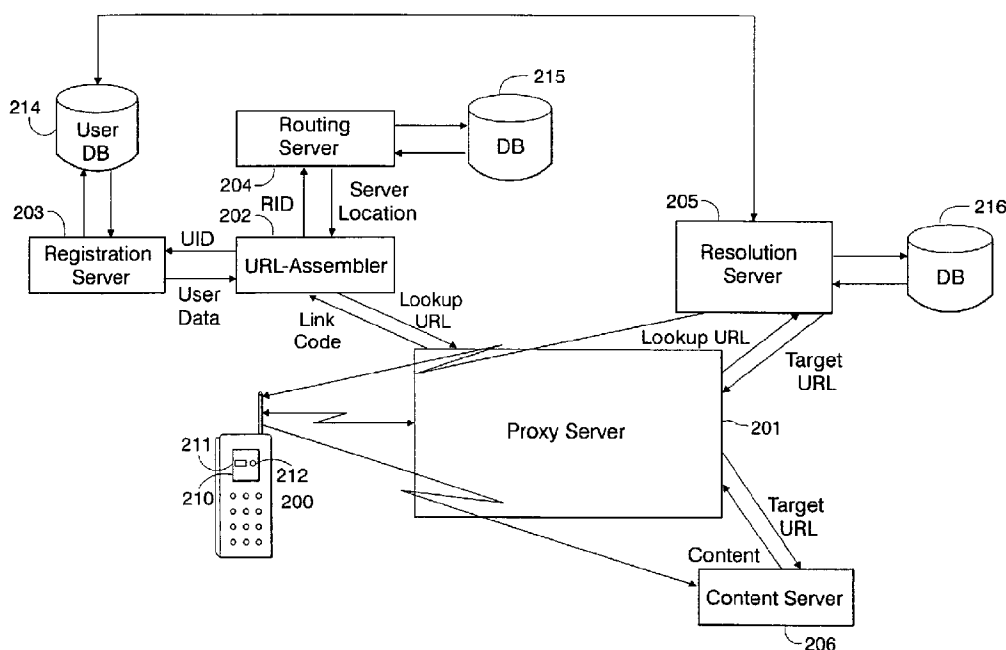 215
214
User
DB
Routing
Server
DB
204
203
202
RID
Server
Location
205
216
UID
Registration
Server
URL-Assembler
Resolution
Server
DB
User
Data
Link
Code
Lookup
URL
Lookup URL
Target
URL
Proxy Server
201
211
210
212
200
Target
URL
Content
Content Server
206